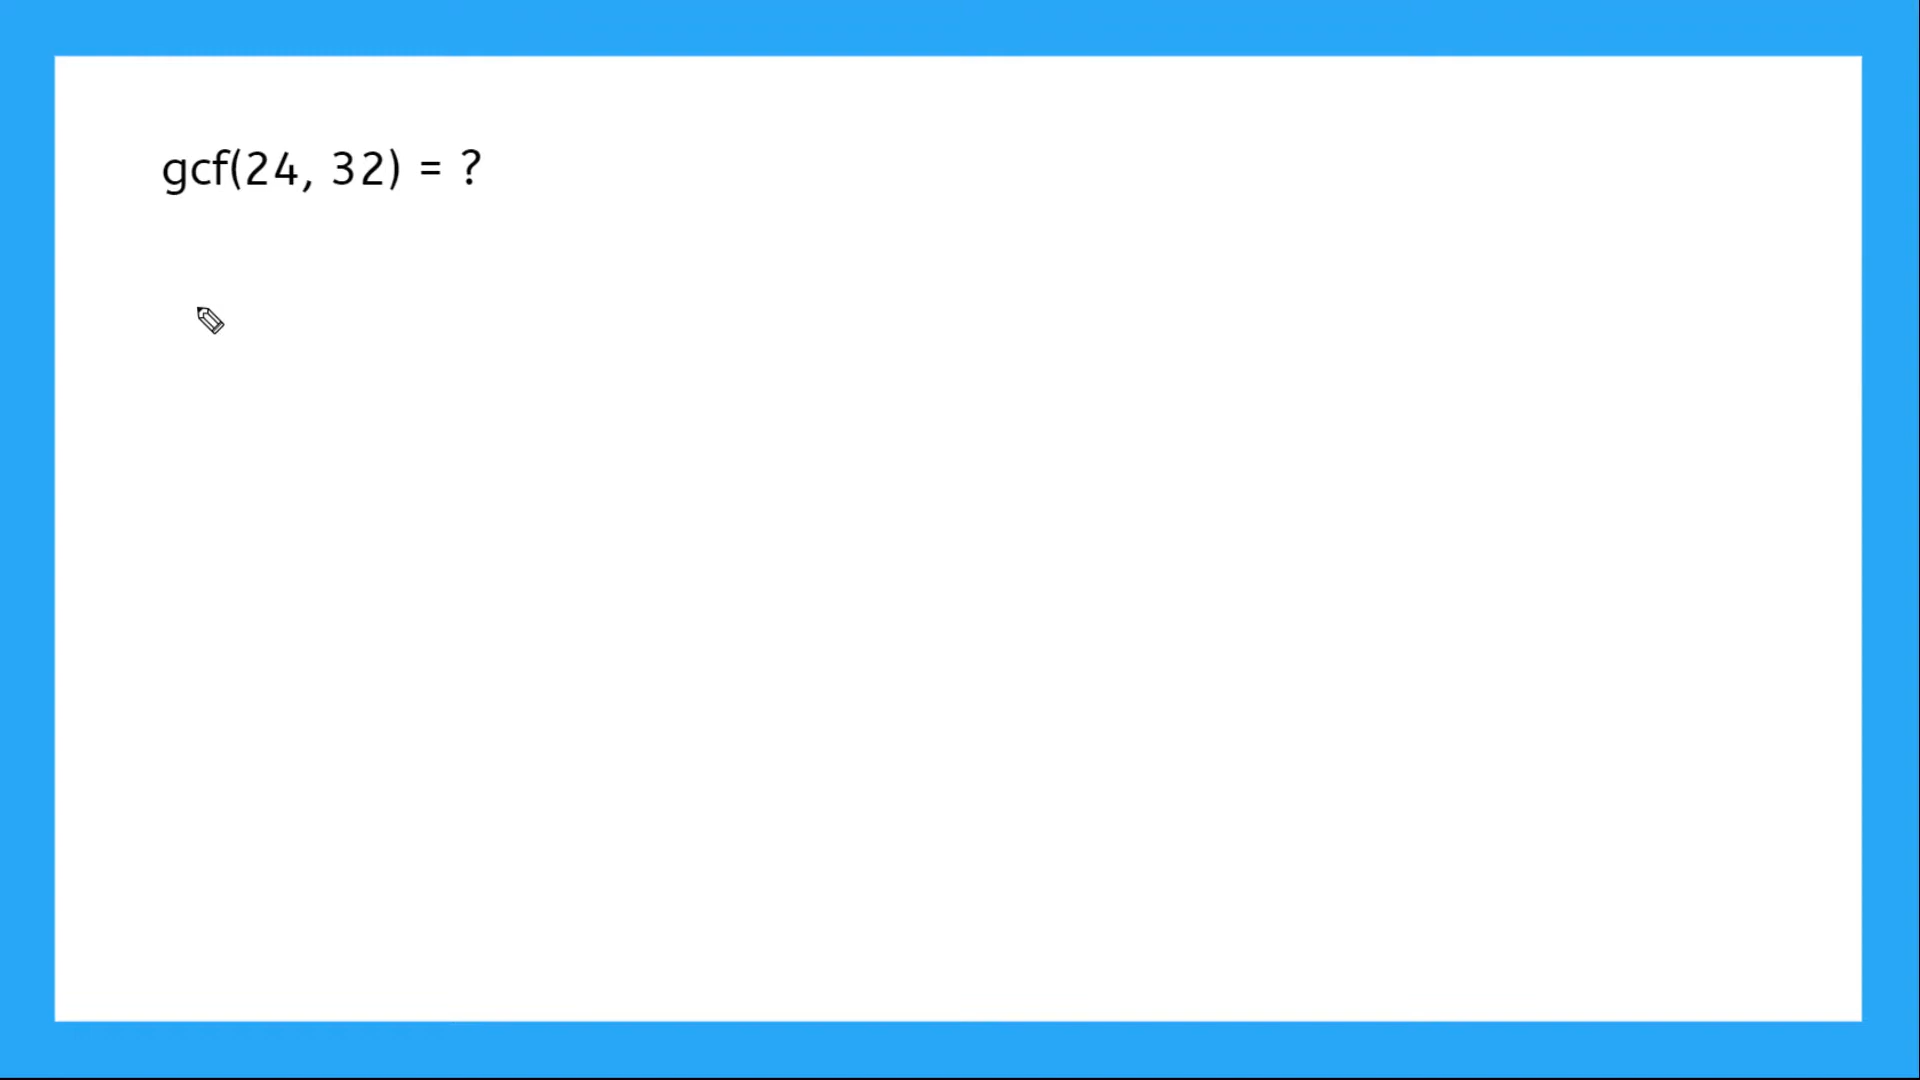 gcf(24, 32) = ?